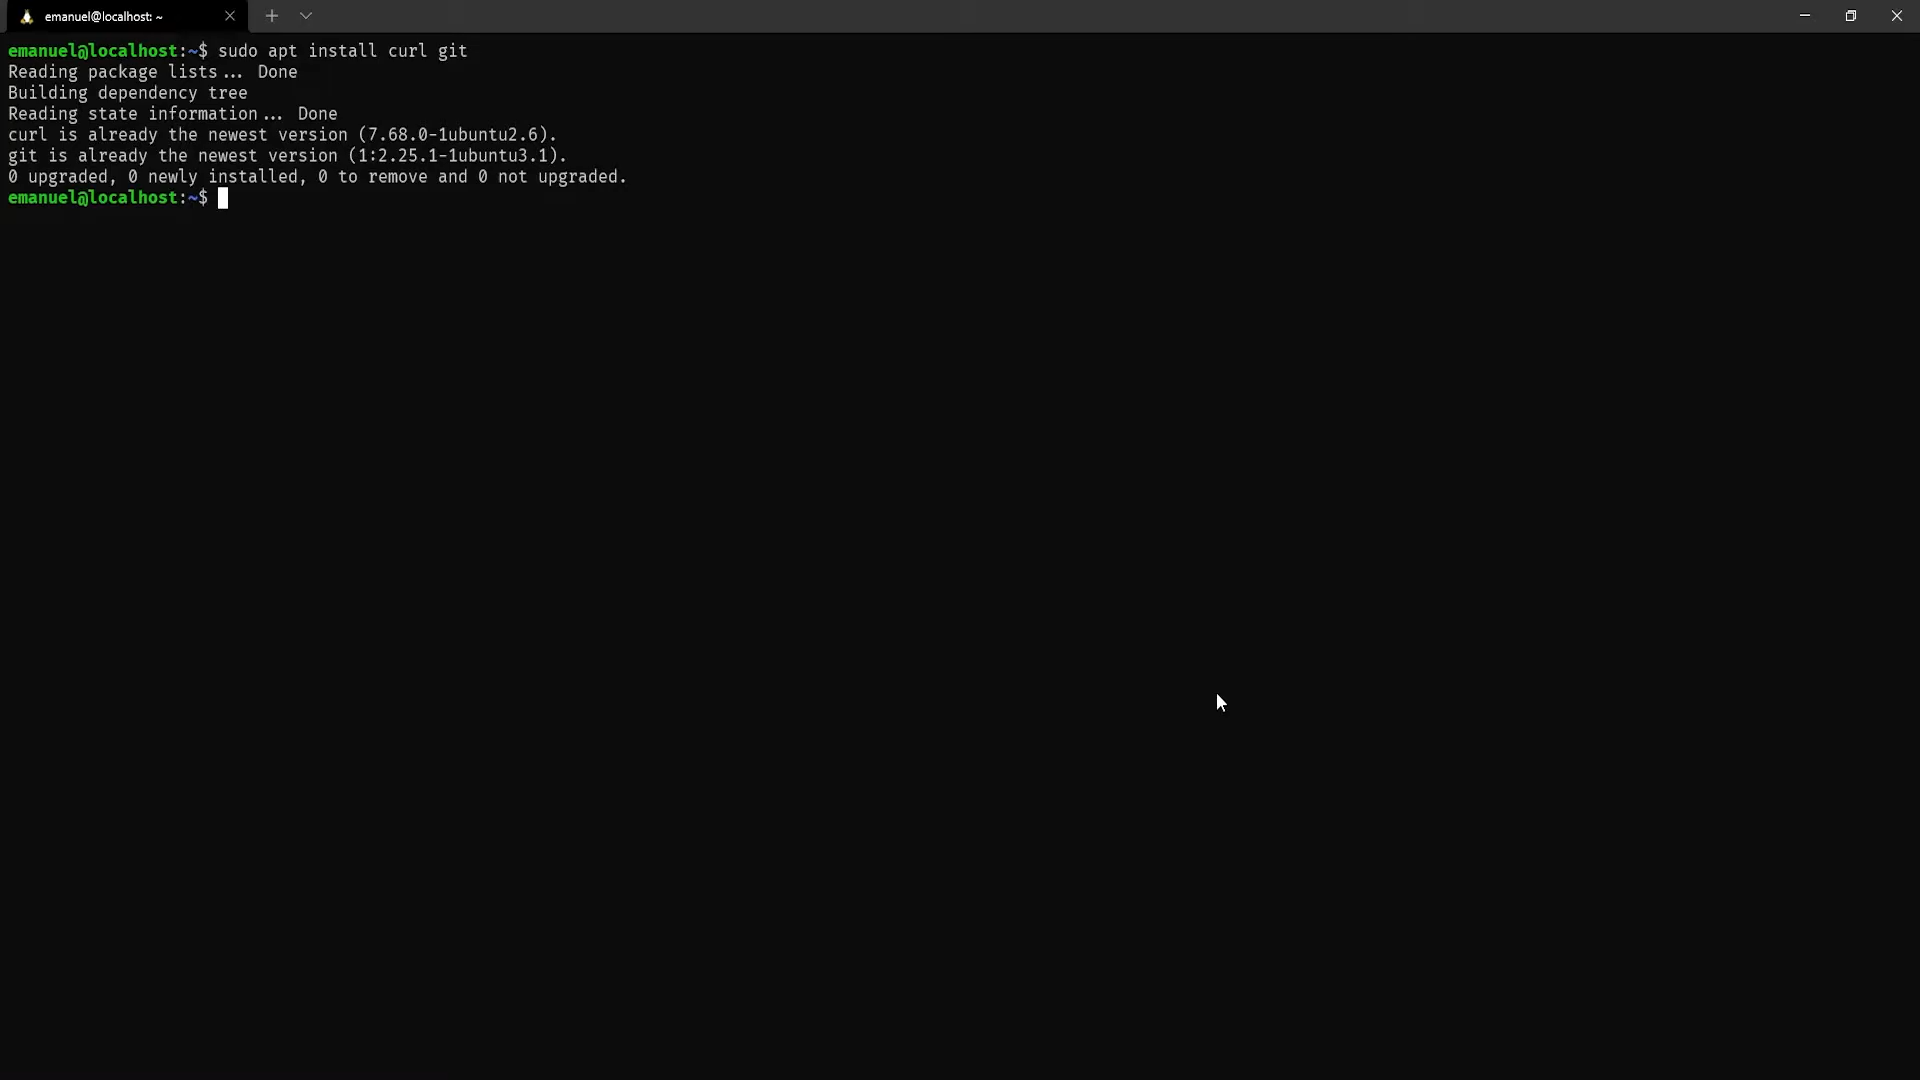 emanuel@localhost: ~
emanuel@localhost:~$ sudo apt install curl git
Reading package lists... Done
Building dependency tree
Reading state information... Done
curl is already the newest version (7.68.0-1ubuntu2.6).
git is already the newest version (1:2.25.1-1ubuntu3.1).
0 upgraded, 0 newly installed, 0 to remove and 0 not upgraded.
emanuel@localhost:~$